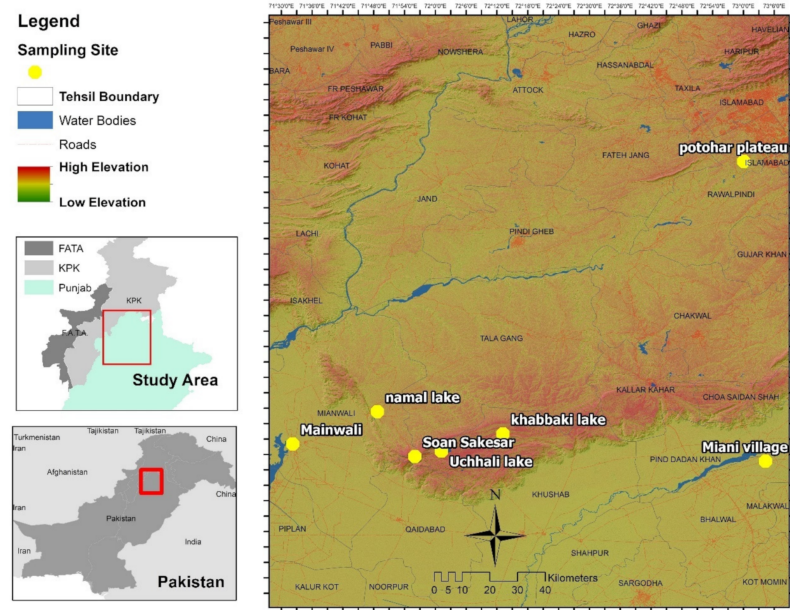 Legend
Sampling Site
Tehsil Boundary
Water Bodies
Roads
High Elevation
Low Elevation
FATA
KPK
Punjab
KPK
F.A.T.A.
Study Area
Tajikistan
Tajikistan
China
Turkmenistan
Iran
Afghanistan
China
Iran
Pakistan
India
Iran
Pakistan
71°30'0"E 71°36'0"E 71°42'0"E 71°48'0"E 71°54'0"E 72°0'0"E 72°6'0"E 72°12'0"E 72°18'0"E 72°24'0"E 72°30'0"E 72°36'0"E 72°42'0"E 72°48'0"E 72°54'0"E 73°0'0"E
Peshawar III
LAHOR
GHAZI
HAVELIAN
Peshawar IV
PABBI
HAZRO
NOWSHERA
HARIPUR
BARA
HASSANABDAL
FR PESHAWAR
ATTOCK
TAXILA
ISLAMABAD
FR KOHAT
potohar plateau
KOHAT
FATEH JANG
ISLAMABAD
JAND
RAWALPINDI
LACHI
PINDI GHEB
GUJAR KHAN
ISAKHEL
CHAKWAL
TALA GANG
KALLAR KAHAR
CHOA SAIDAN SHAH
namal lake
MIANWALI
khabbaki lake
Mainwali
Soan Sakesar
Miani village
Uchhali lake
PIND DADAN KHAN
N
KHUSHAB
MALAKWAL
PIPLAN
QAIDABAD
BHALWAL
SHAHPUR
Kilometers
KALUR KOT
NOORPUR
0 5 10 20 30 40
SARGODHA
KOT MOMIN